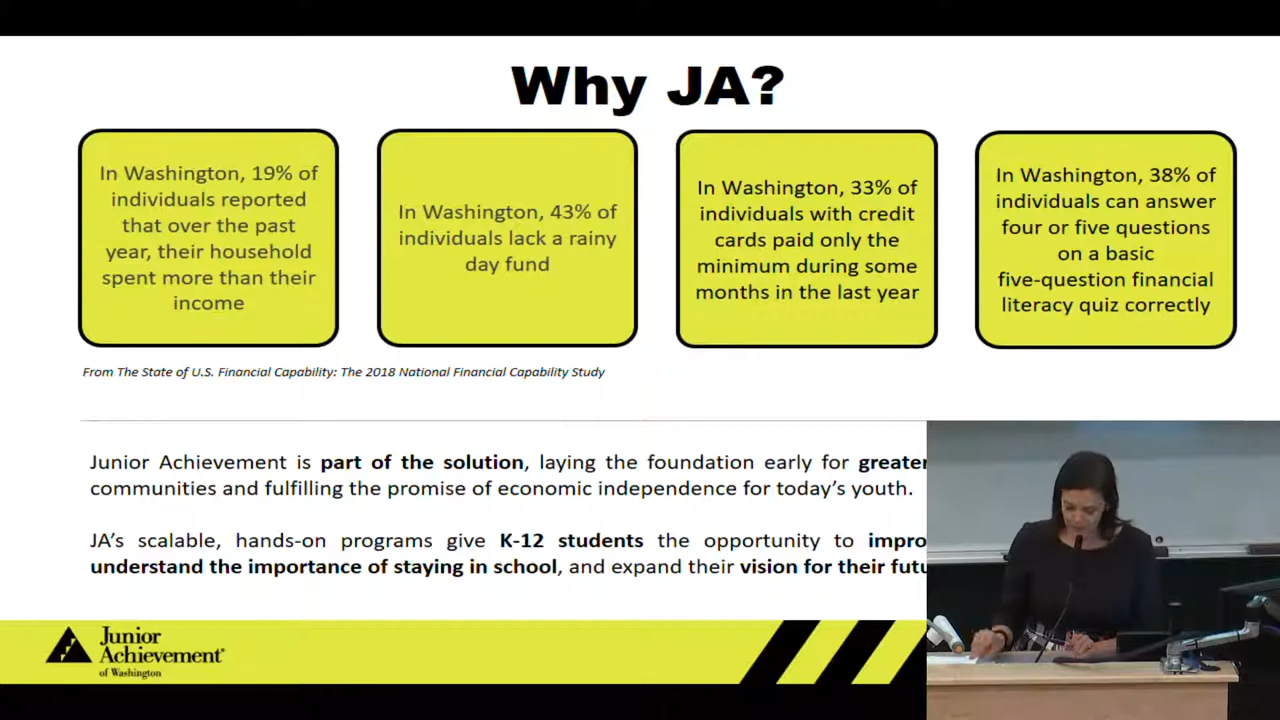 Why JA?
In Washington, 19% of
individuals reported
that over the past
year, their household
spent more than their
income
In Washington, 43% of
individuals lack a rainy
day fund
In Washington, 33% of
individuals with credit
cards paid only the
minimum during some
months in the last year
In Washington, 38% of
individuals can answer
four or five questions
on a basic
five-question financial
literacy quiz correctly
From The State of U.S. Financial Capability: The 2018 National Financial Capability Study
Junior Achievement is part of the solution, laying the foundation early for greater
communities and fulfilling the promise of economic independence for today's youth.
JA's scalable, hands-on programs give K-12 students the opportunity to impro
understand the importance of staying in school, and expand their vision for their futu
Junior
Achievement®
of Washington